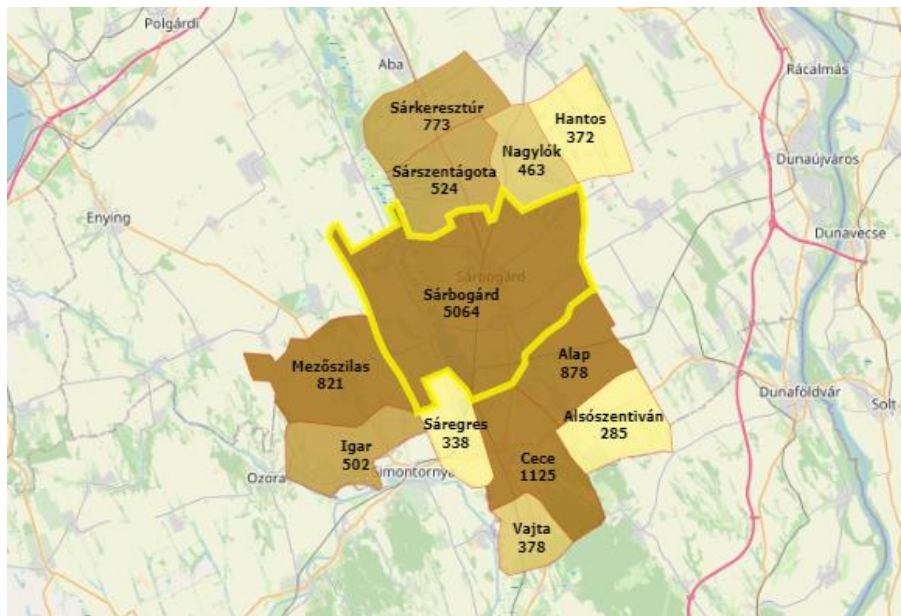 Polgárdi
Aba
Rácalmás
Sárkeresztúr
773
Hantos
372
Nagylók
463
Sárszentágota
524
Dunaújváros
Enying
Dunavecse
Sárbogárd
Sárbogárd
5064
Mezőszilas
821
Alap
878
Dunaföldvár
Solt
Alsószentiván
285
Sáregres
338
Igar
502
Ozora
imontorny
Cece
1125
Vajta
378